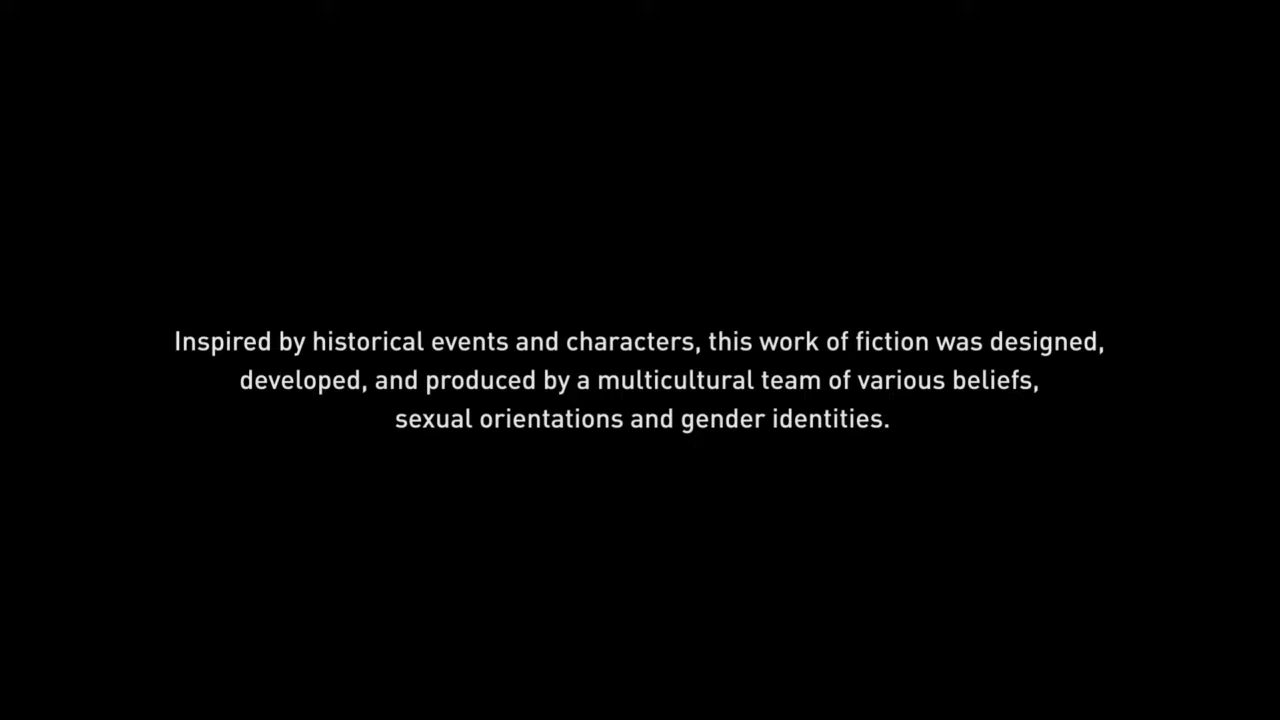 Inspired by historical events and characters, this work of fiction was designed,
developed, and produced by a multicultural team of various beliefs,
sexual orientations and gender identities.